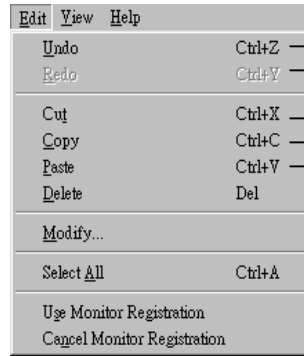 Edit View Help
Undo Ctrl+Z
Redo Ctrl+Y
Cut Ctrl+X
Copy Ctrl+C
Paste Ctrl+V
Delete Del
Modify...
Select All Ctrl+A
Use Monitor Registration
Cancel Monitor Registration